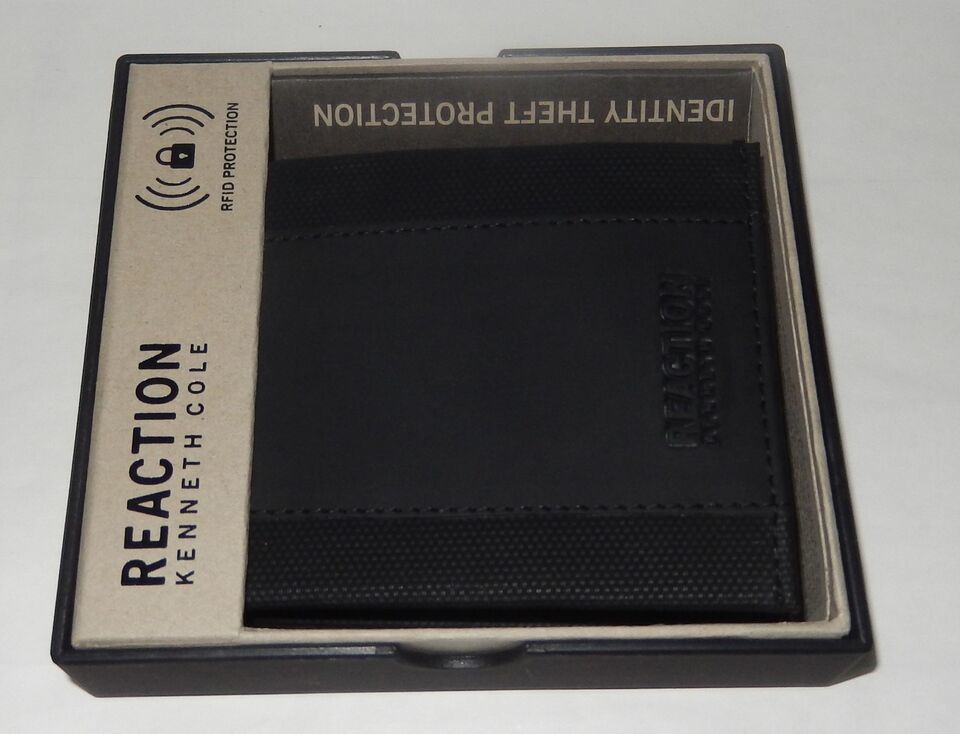 IDENTITY THEFT PROTECTION
RFID PROTECTION
REACTION
KENNETH COLE
REACTION
KENNETH COLE